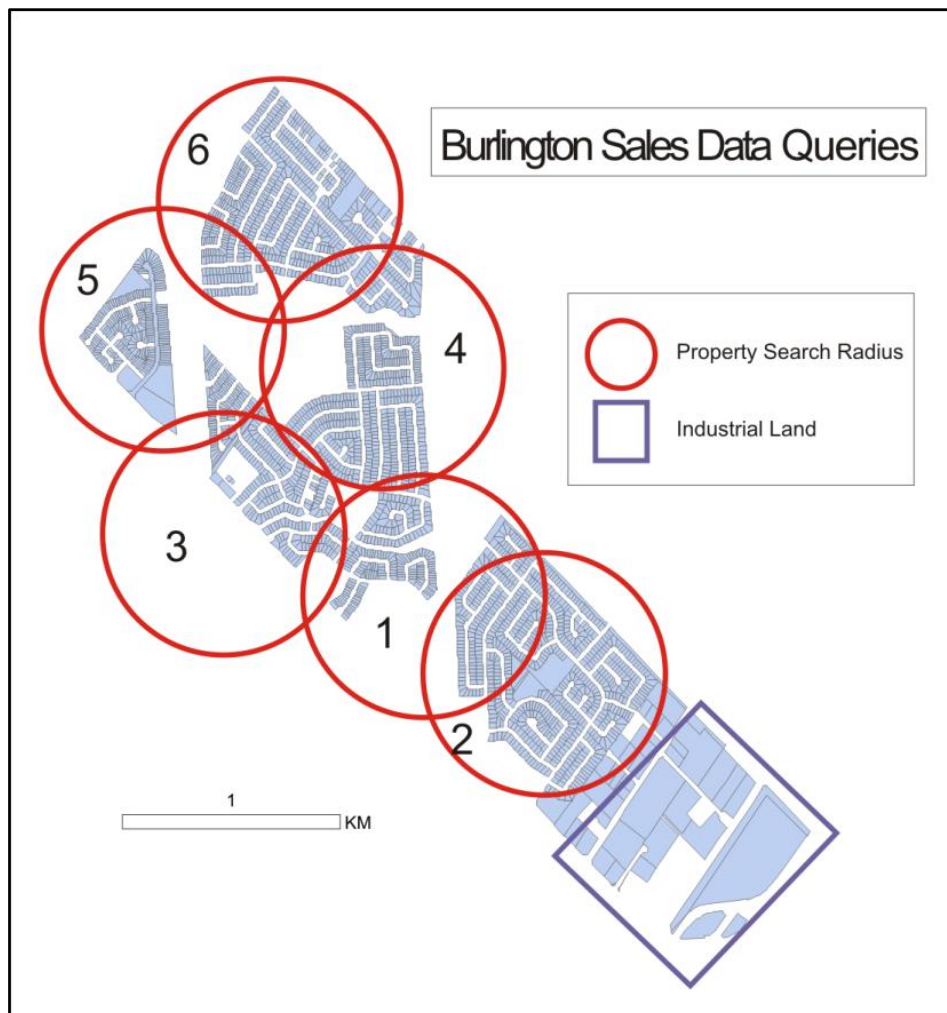 Burlington Sales Data Queries
6
5
4
Property Search Radius
Industrial Land
3
1
2
1
KM